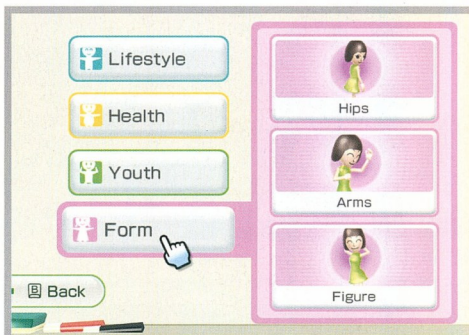 Lifestyle
Health
Youth
Form
Hips
Arms
Figure
B Back